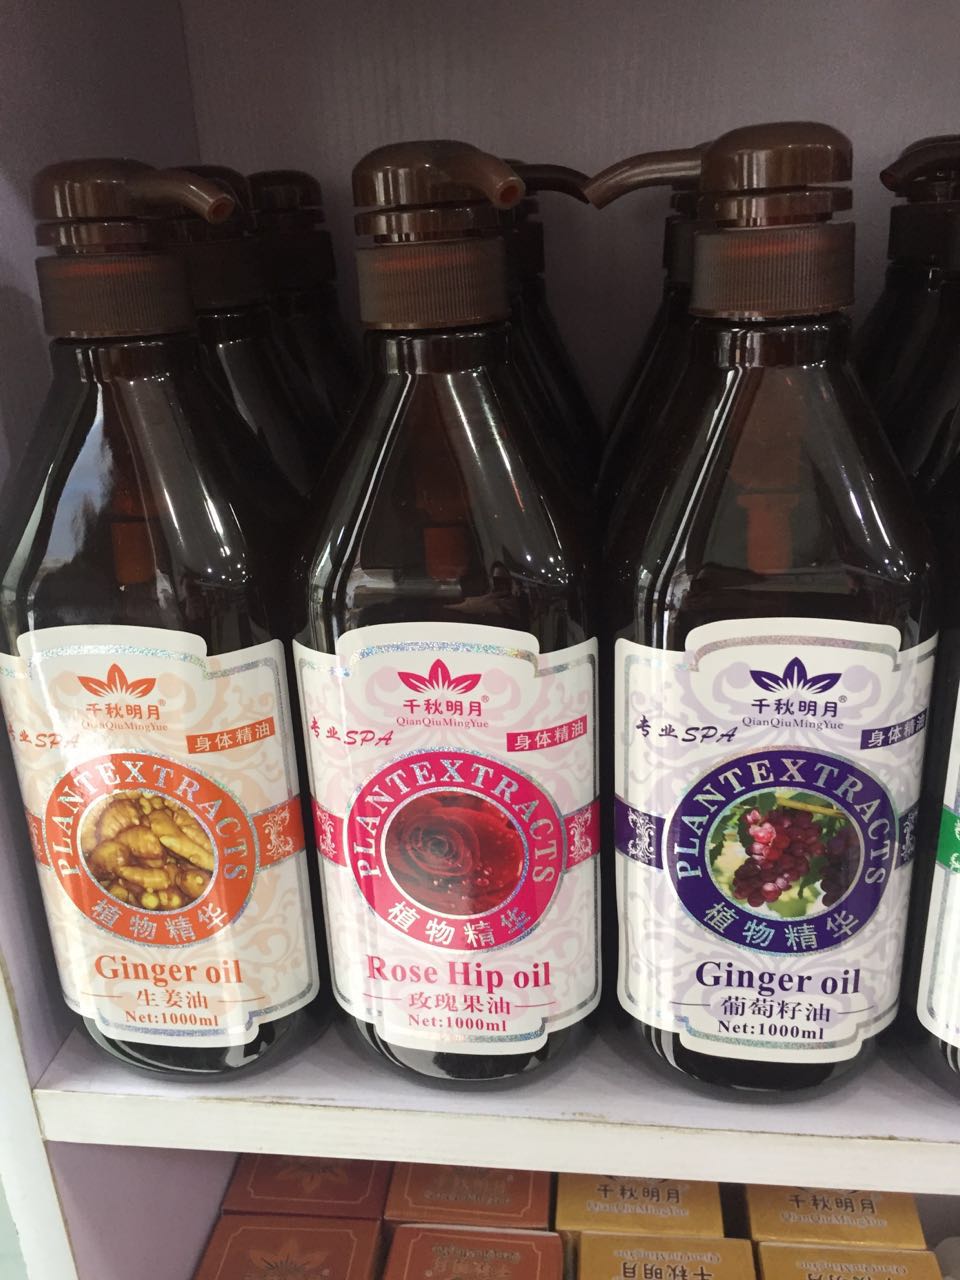 千秋明月®
QianQiuMingYue
专业SPA
身体精油
PLANTEXTRACTS
植物精华
Ginger oil
生姜油
Net:1000ml
千秋明月®
QianQiuMingYue
专业SPA
身体精油
PLANTEXTRACTS
植物精华
Rose Hip oil
玫瑰果油
Net:1000ml
千秋明月®
QianQiuMingYue
专业SPA
身体精油
PLANTEXTRACTS
植物精华
Ginger oil
葡萄籽油
Net:1000ml
千秋明月
QianQiuMingYue
千秋明月
QianQiuMingYue